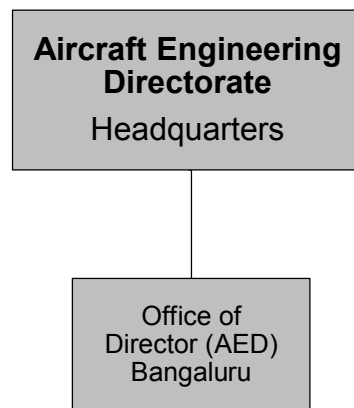 Aircraft Engineering
Directorate
Headquarters
Office of
Director (AED)
Bangaluru